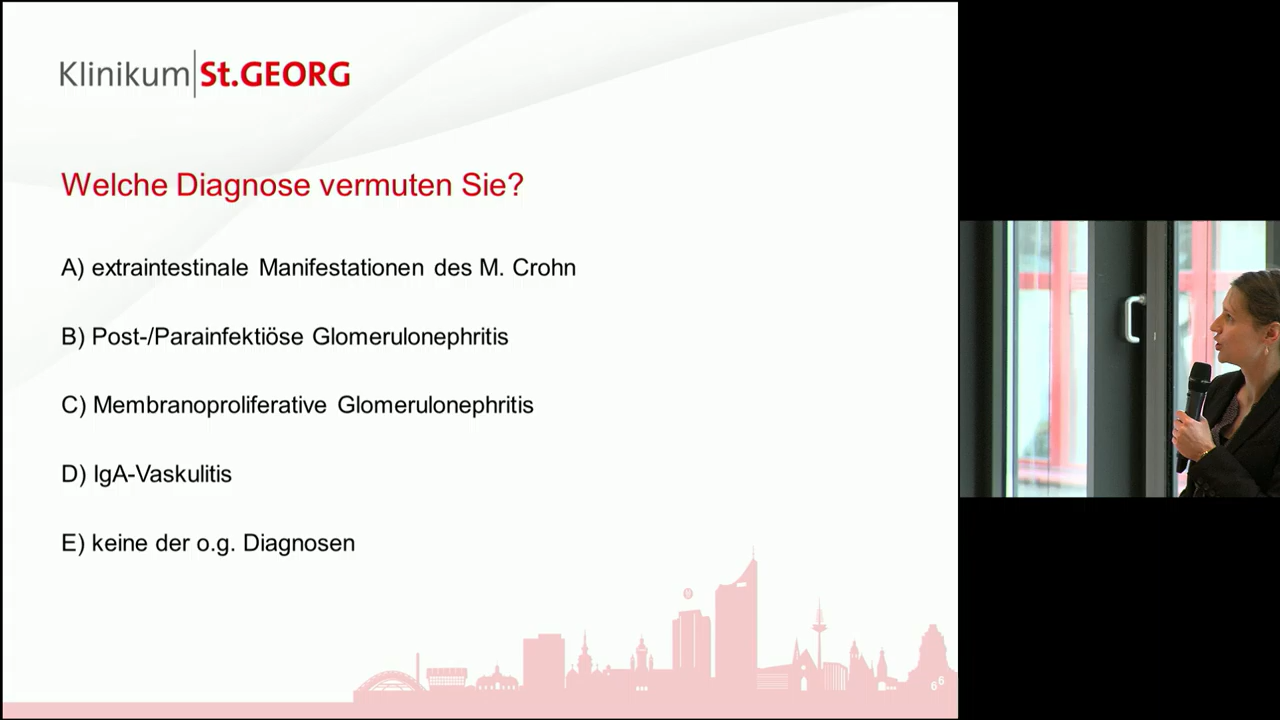 Klinikum St.GEORG
Welche Diagnose vermuten Sie?
A) extraintestinale Manifestationen des M. Crohn
B) Post-/Parainfektiöse Glomerulonephritis
C) Membranoproliferative Glomerulonephritis
D) IgA-Vaskulitis
E) keine der o.g. Diagnosen